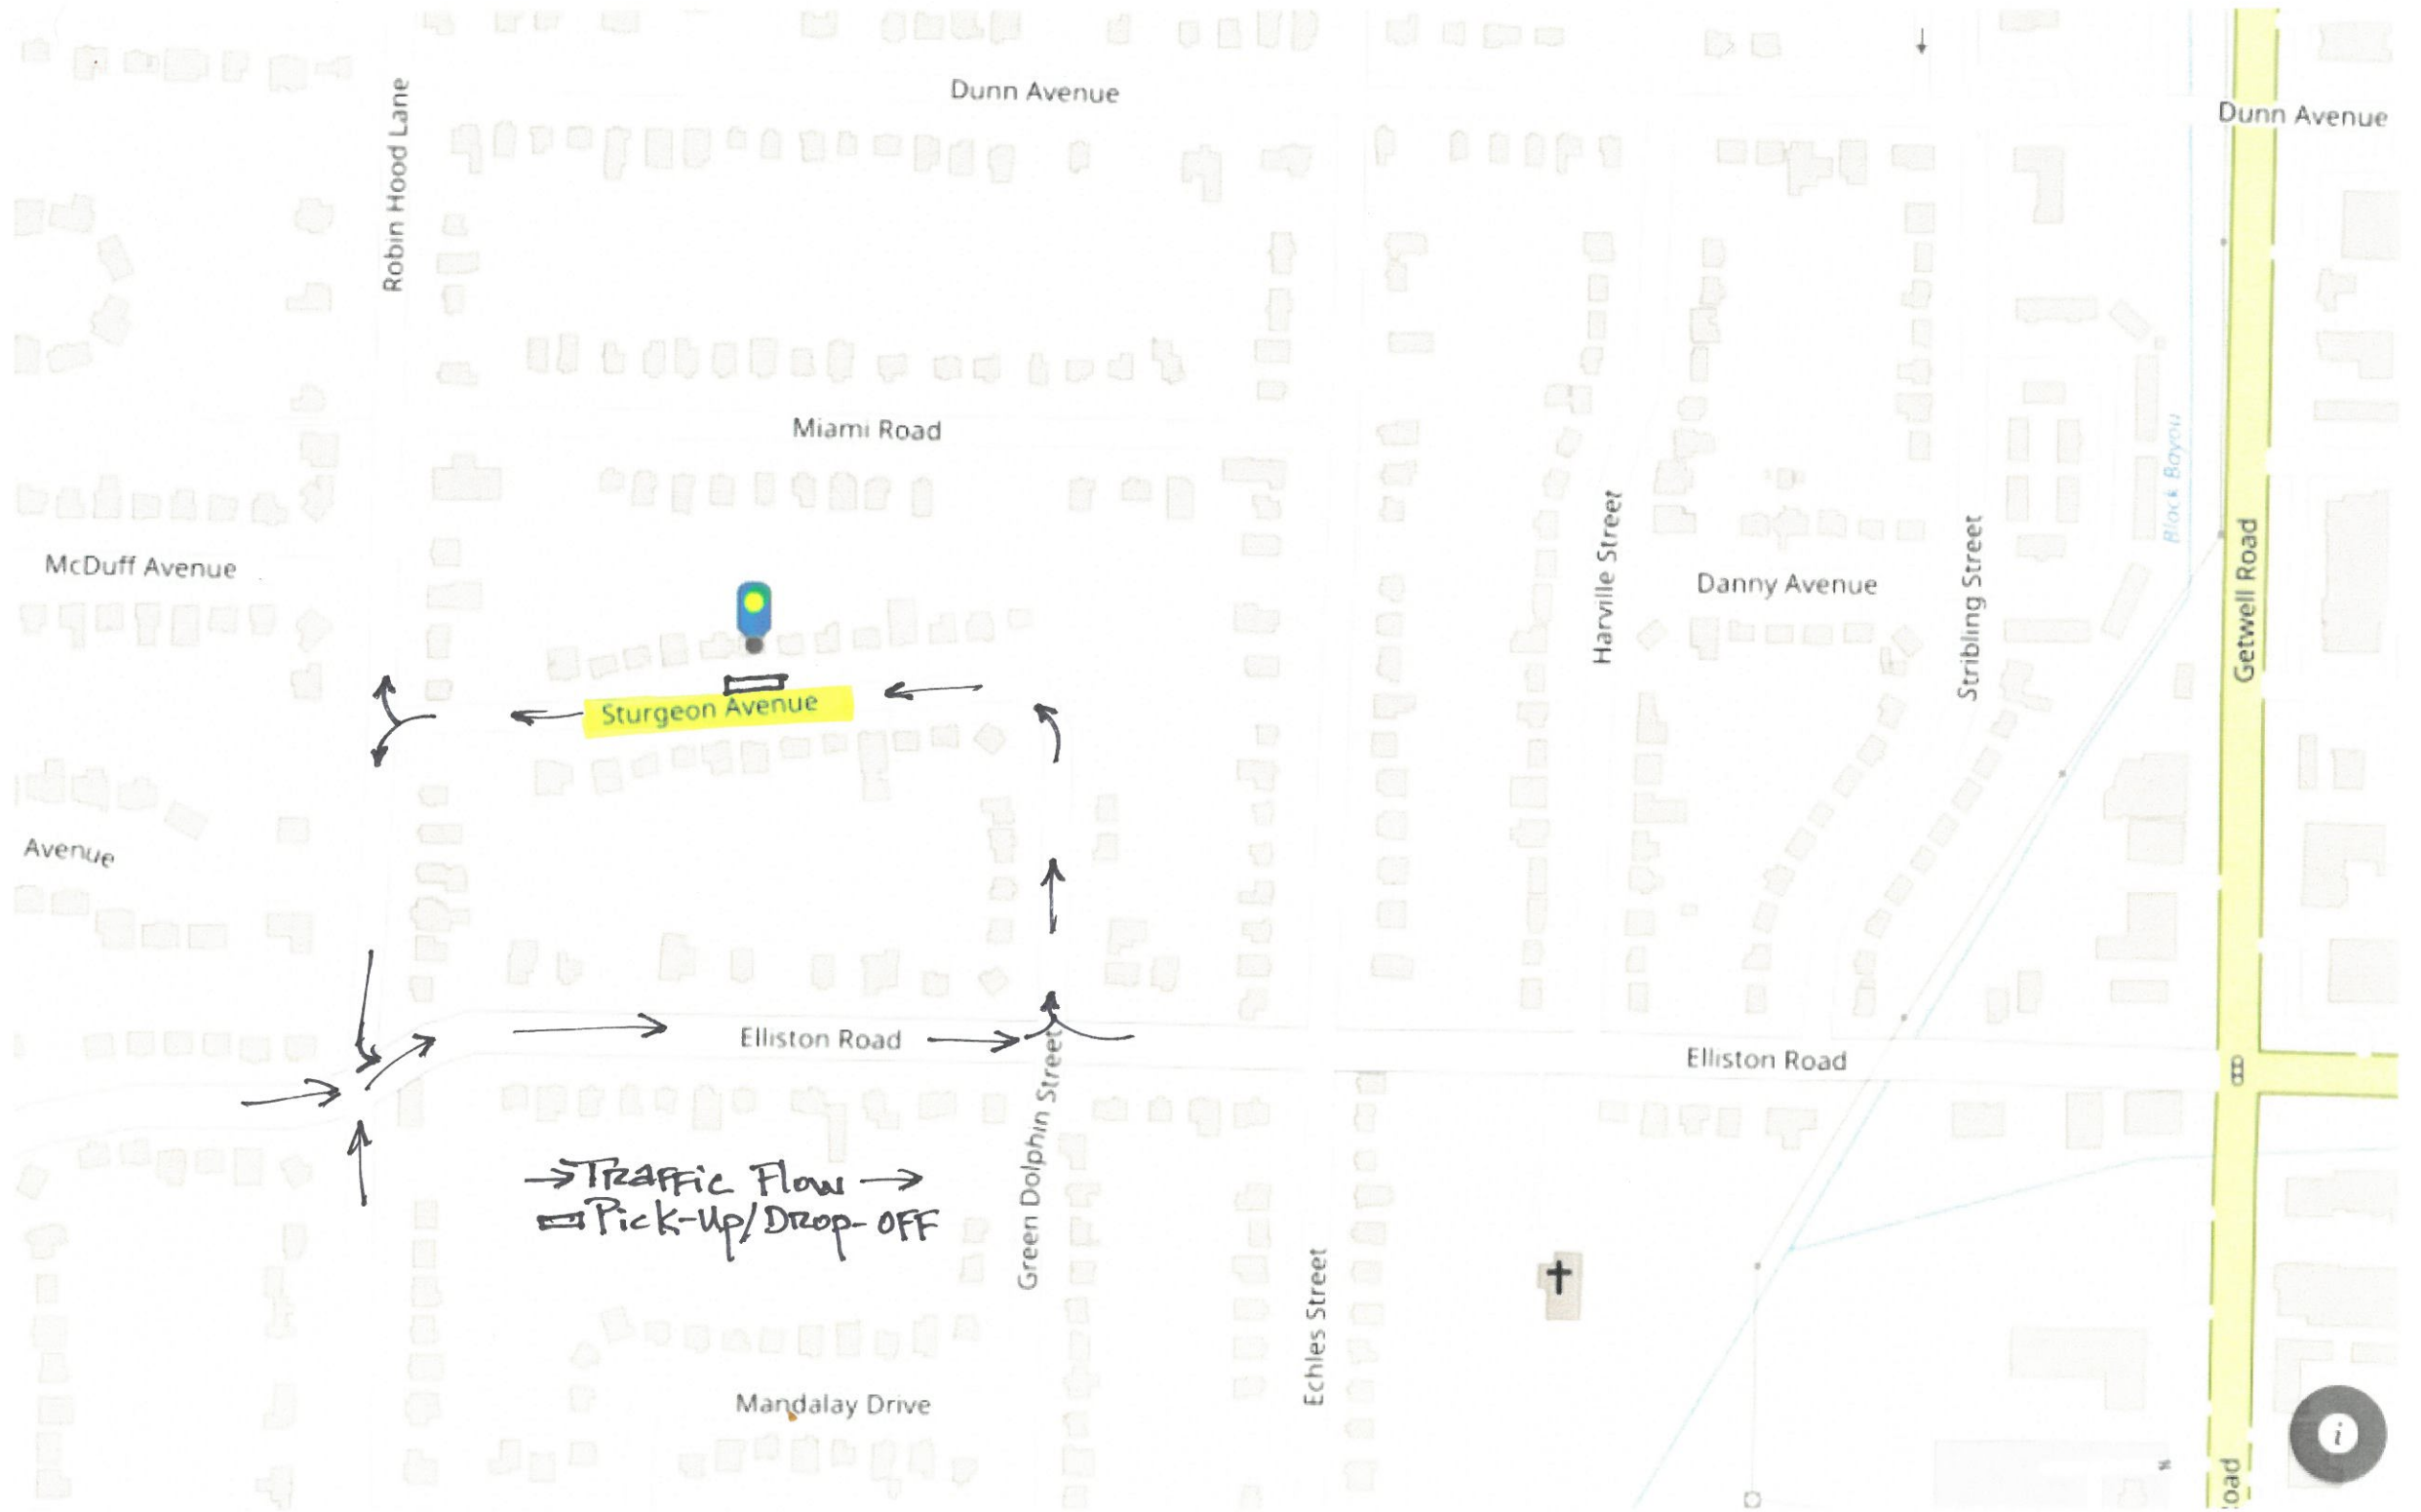 Dunn Avenue
Dunn Avenue
Robin Hood Lane
Miami Road
McDuff Avenue
Black Bayou
Harville Street
Danny Avenue
Stribling Street
Getwell Road
Sturgeon Avenue
Avenue
Elliston Road
Elliston Road
Green Dolphin Street
→Traffic Flow→
Pick-Up/Drop-OFF
Echles Street
Mandalay Drive
oad
i